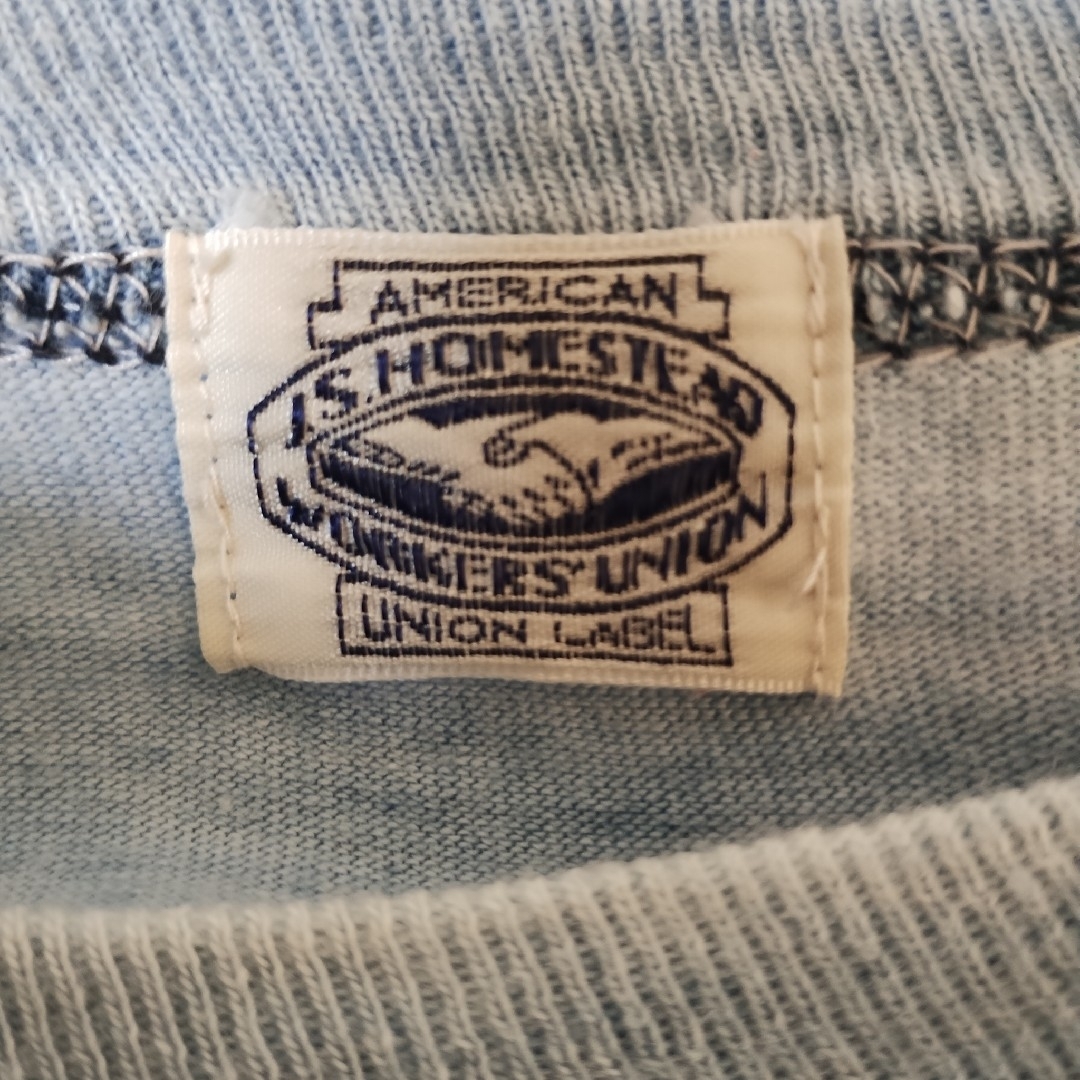 AMERICAN
J.S. HOMESTEAD
WORKERS' UNION
UNION LABEL